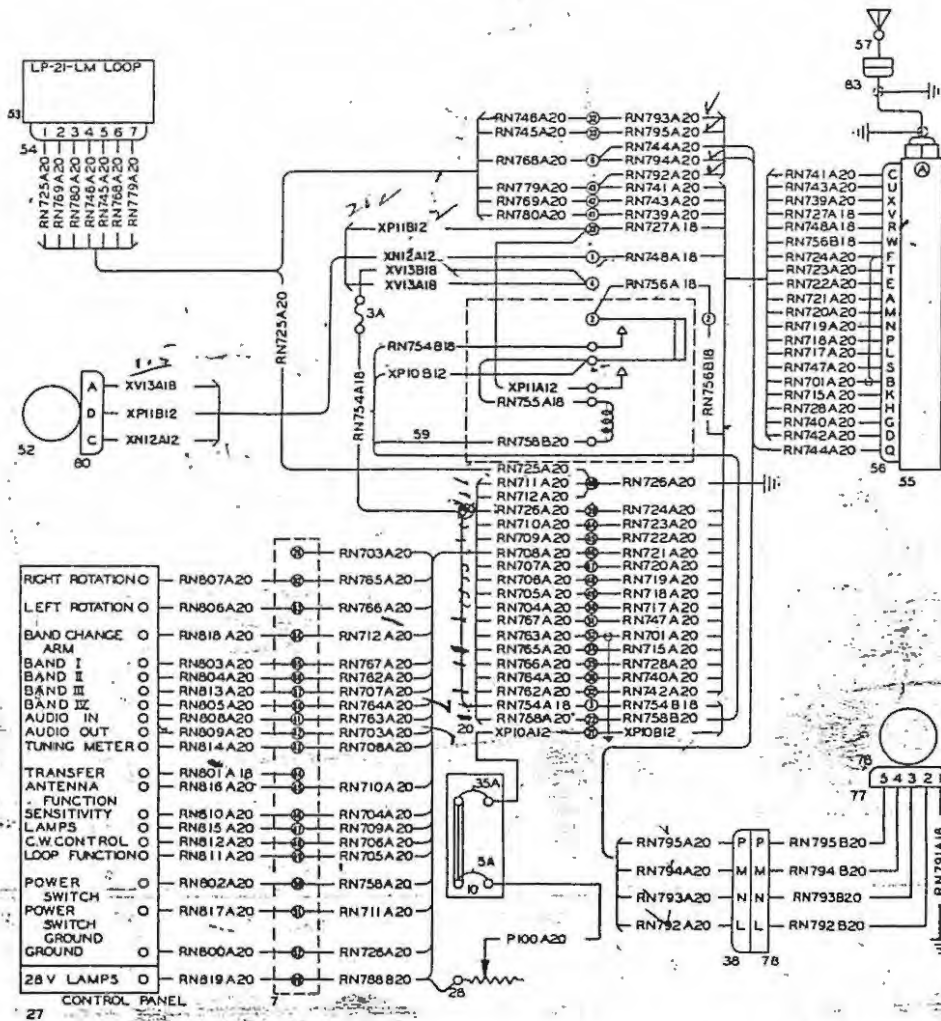 LP-21-LM LOOP
53
54
1 2 3 4 5 6 7
RN725A20
RN769A20
RN780A20
RN746A20
RN745A20
RN768A20
RN779A20
57
83
RN746A20 RN793A20
RN745A20 RN795A20
RN744A20
RN768A20 RN794A20
RN792A20
RN779A20 RN741A20
RN769A20 RN743A20
RN780A20 RN739A20
XP11B12 RN727A18
XN12A12 1 RN748A18
XV13B18
XV13A18 4
RN756A18
3A
2
2
RN725A20
RN754A18
RN754B18
XP10B12
XP11A12
RN755A18
RN756B18
59 RN758B20
A XV13A18
D XP11B12
C XN12A12
52 80
A
RN741A20 C
RN743A20 U
RN739A20 X
RN727A18 V
RN748A18 R
RN756B18 W
RN724A20 F
RN723A20 T
RN722A20 E
RN721A20 A
RN720A20 M
RN719A20 N
RN718A20 P
RN717A20 L
RN747A20 S
RN701A20 B
RN715A20 K
RN728A20 H
RN740A20 G
RN742A20 D
RN744A20 Q
56 55
RN725A20
RN711A20 RN726A20
RN712A20
RN726A20 RN724A20
RN710A20 RN723A20
RN709A20 RN722A20
RN708A20 RN721A20
RN707A20 RN720A20
RN706A20 RN719A20
RN705A20 RN718A20
RN704A20 RN717A20
RN767A20 RN747A20
RN763A20 RN701A20
RN765A20 RN715A20
RN766A20 RN728A20
RN764A20 RN740A20
RN762A20 RN742A20
RN754A18 RN754B18
RN758A20 RN758B20
XP10A12 XP10B12
20
RN703A20
RIGHT ROTATION RN807A20 RN765A20
LEFT ROTATION RN806A20 RN766A20
BAND CHANGE ARM RN818A20 RN712A20
BAND I RN803A20 RN767A20
BAND II RN804A20 RN762A20
BAND III RN813A20 RN707A20
BAND IV RN805A20 RN764A20
AUDIO IN RN808A20 RN763A20
AUDIO OUT RN809A20 RN703A20
TUNING METER RN814A20 RN708A20
TRANSFER RN801A18
ANTENNA FUNCTION RN816A20 RN710A20
SENSITIVITY RN810A20 RN704A20
LAMPS RN815A20 RN709A20
C.W. CONTROL RN812A20 RN706A20
LOOP FUNCTION RN811A20 RN705A20
POWER SWITCH RN802A20 RN758A20
POWER SWITCH GROUND RN817A20 RN711A20
GROUND RN800A20 RN726A20
28V LAMPS RN819A20 RN788B20
CONTROL PANEL
27
7
28
35A
5A
10
P100A20
76
77
5 4 3 2
RN791A18
RN795A20 P P RN795B20
RN794A20 M M RN794B20
RN793A20 N N RN793B20
RN792A20 L L RN792B20
38 78